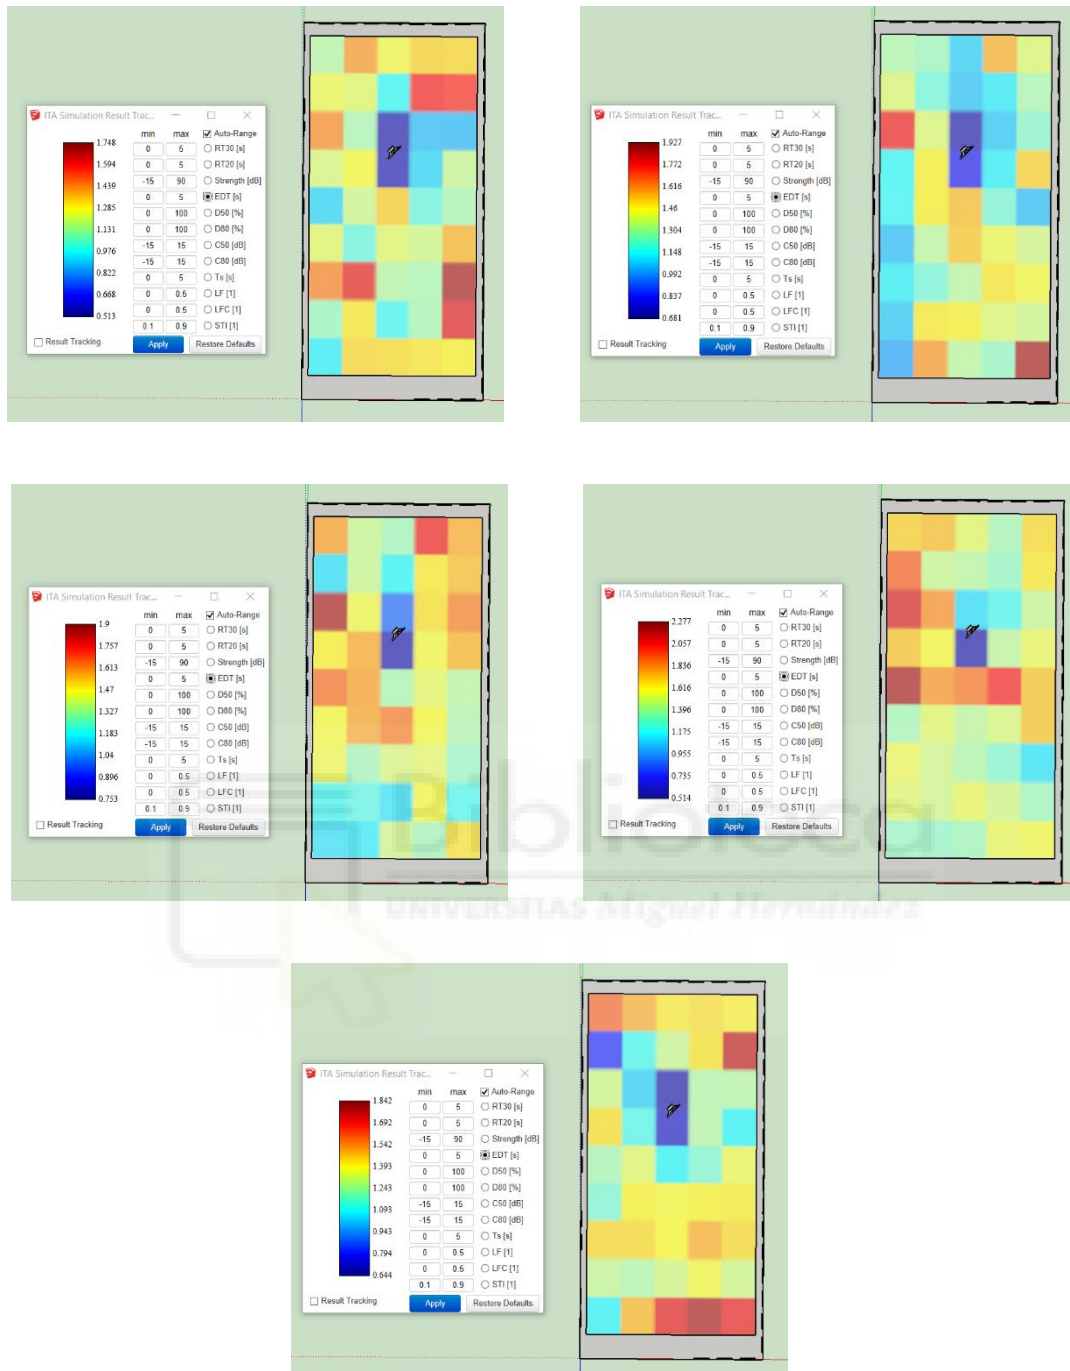 ITA Simulation Result Trac...
min max Auto-Range
1.748
1.594
1.439
1.285
1.131
0.976
0.822
0.668
0.513
0 5 RT30 [s]
0 5 RT20 [s]
-15 90 Strength [dB]
0 5 EDT [s]
0 100 D50 [%]
0 100 D80 [%]
-15 15 C50 [dB]
-15 15 C80 [dB]
0 5 Ts [s]
0 0.5 LF [1]
0 0.5 LFC [1]
0.1 0.9 STI [1]
Result Tracking Apply Restore Defaults
ITA Simulation Result Trac...
min max Auto-Range
1.927
1.772
1.616
1.46
1.304
1.148
0.992
0.837
0.681
0 5 RT30 [s]
0 5 RT20 [s]
-15 90 Strength [dB]
0 5 EDT [s]
0 100 D50 [%]
0 100 D80 [%]
-15 15 C50 [dB]
-15 15 C80 [dB]
0 5 Ts [s]
0 0.5 LF [1]
0 0.5 LFC [1]
0.1 0.9 STI [1]
Result Tracking Apply Restore Defaults
ITA Simulation Result Trac...
min max Auto-Range
1.9
1.757
1.613
1.47
1.327
1.183
1.04
0.896
0.753
0 5 RT30 [s]
0 5 RT20 [s]
-15 90 Strength [dB]
0 5 EDT [s]
0 100 D50 [%]
0 100 D80 [%]
-15 15 C50 [dB]
-15 15 C80 [dB]
0 5 Ts [s]
0 0.5 LF [1]
0 0.5 LFC [1]
0.1 0.9 STI [1]
Result Tracking Apply Restore Defaults
ITA Simulation Result Trac...
min max Auto-Range
2.277
2.057
1.836
1.616
1.396
1.175
0.955
0.735
0.514
0 5 RT30 [s]
0 5 RT20 [s]
-15 90 Strength [dB]
0 5 EDT [s]
0 100 D50 [%]
0 100 D80 [%]
-15 15 C50 [dB]
-15 15 C80 [dB]
0 5 Ts [s]
0 0.5 LF [1]
0 0.5 LFC [1]
0.1 0.9 STI [1]
Result Tracking Apply Restore Defaults
Biblioteca
UNIVERSITAS Miguel Hernández
ITA Simulation Result Trac...
min max Auto-Range
1.842
1.692
1.542
1.393
1.243
1.093
0.943
0.794
0.644
0 5 RT30 [s]
0 5 RT20 [s]
-15 90 Strength [dB]
0 5 EDT [s]
0 100 D50 [%]
0 100 D80 [%]
-15 15 C50 [dB]
-15 15 C80 [dB]
0 5 Ts [s]
0 0.5 LF [1]
0 0.5 LFC [1]
0.1 0.9 STI [1]
Result Tracking Apply Restore Defaults